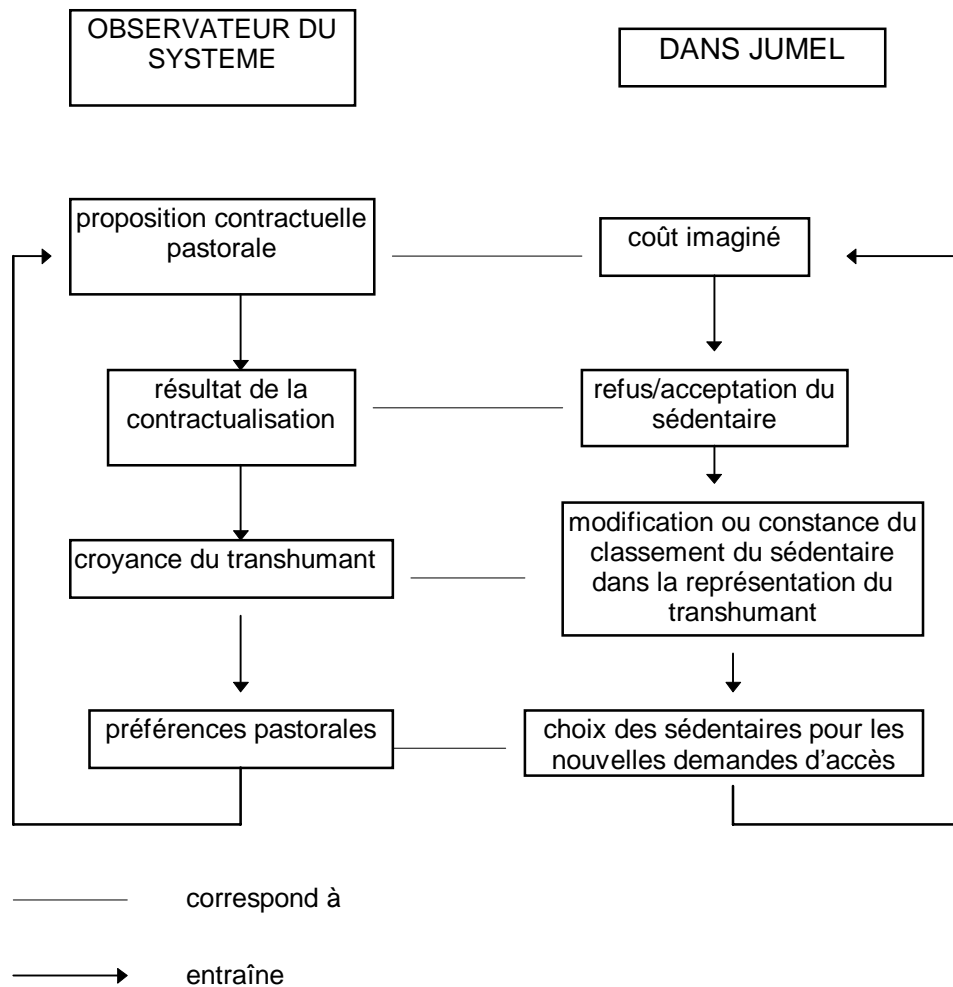 OBSERVATEUR DU
SYSTEME
DANS JUMEL
proposition contractuelle
pastorale
coût imaginé
résultat de la
contractualisation
refus/acceptation du
sédentaire
croyance du transhumant
modification ou constance du
classement du sédentaire
dans la représentation du
transhumant
préférences pastorales
choix des sédentaires pour les
nouvelles demandes d'accès
correspond à
entraîne